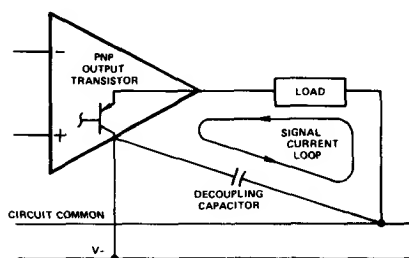 −
+
PNP
OUTPUT
TRANSISTOR
LOAD
SIGNAL
CURRENT
LOOP
DECOUPLING
CAPACITOR
CIRCUIT COMMON
V-